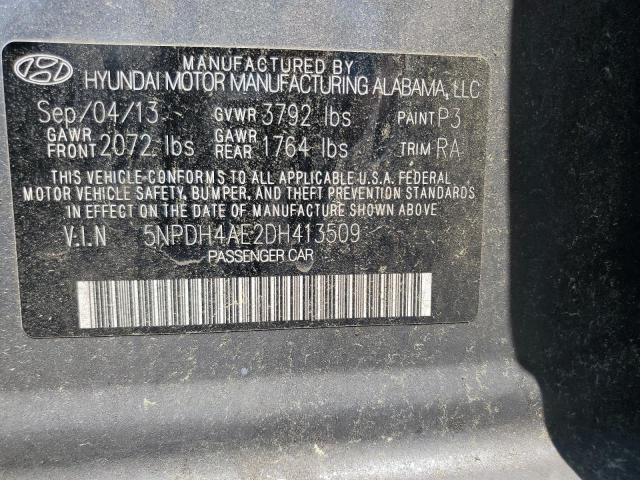 MANUFACTURED BY
HYUNDAI MOTOR MANUFACTURING ALABAMA, LLC
Sep/04/13 GVWR 3792 lbs PAINT P3
GAWR FRONT 2072 lbs GAWR REAR 1764 lbs TRIM RA
THIS VEHICLE CONFORMS TO ALL APPLICABLE U.S.A. FEDERAL
MOTOR VEHICLE SAFETY, BUMPER, AND THEFT PREVENTION STANDARDS
IN EFFECT ON THE DATE OF MANUFACTURE SHOWN ABOVE
V.I.N 5NPDH4AE2DH413509
PASSENGER CAR